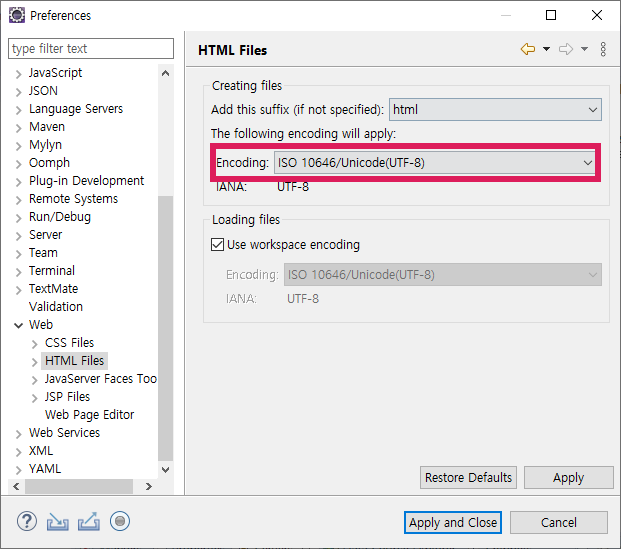 Preferences
type filter text
JavaScript
JSON
Language Servers
Maven
Mylyn
Oomph
Plug-in Development
Remote Systems
Run/Debug
Server
Team
Terminal
TextMate
Validation
Web
CSS Files
HTML Files
JavaServer Faces Too
JSP Files
Web Page Editor
Web Services
XML
YAML
HTML Files
Creating files
Add this suffix (if not specified): html
The following encoding will apply:
Encoding: ISO 10646/Unicode(UTF-8)
IANA: UTF-8
Loading files
Use workspace encoding
Encoding: ISO 10646/Unicode(UTF-8)
IANA: UTF-8
Restore Defaults Apply
? Apply and Close Cancel